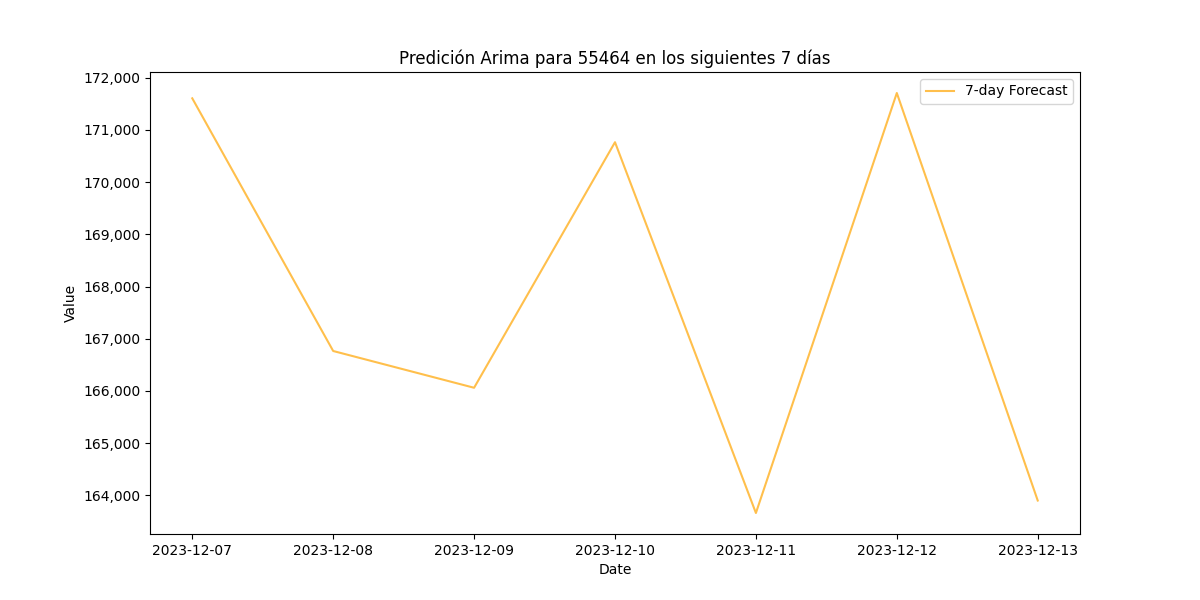 Predición Arima para 55464 en los siguientes 7 días
7-day Forecast
172,000
171,000
170,000
169,000
168,000
167,000
166,000
165,000
164,000
Value
2023-12-07 2023-12-08 2023-12-09 2023-12-10 2023-12-11 2023-12-12 2023-12-13
Date